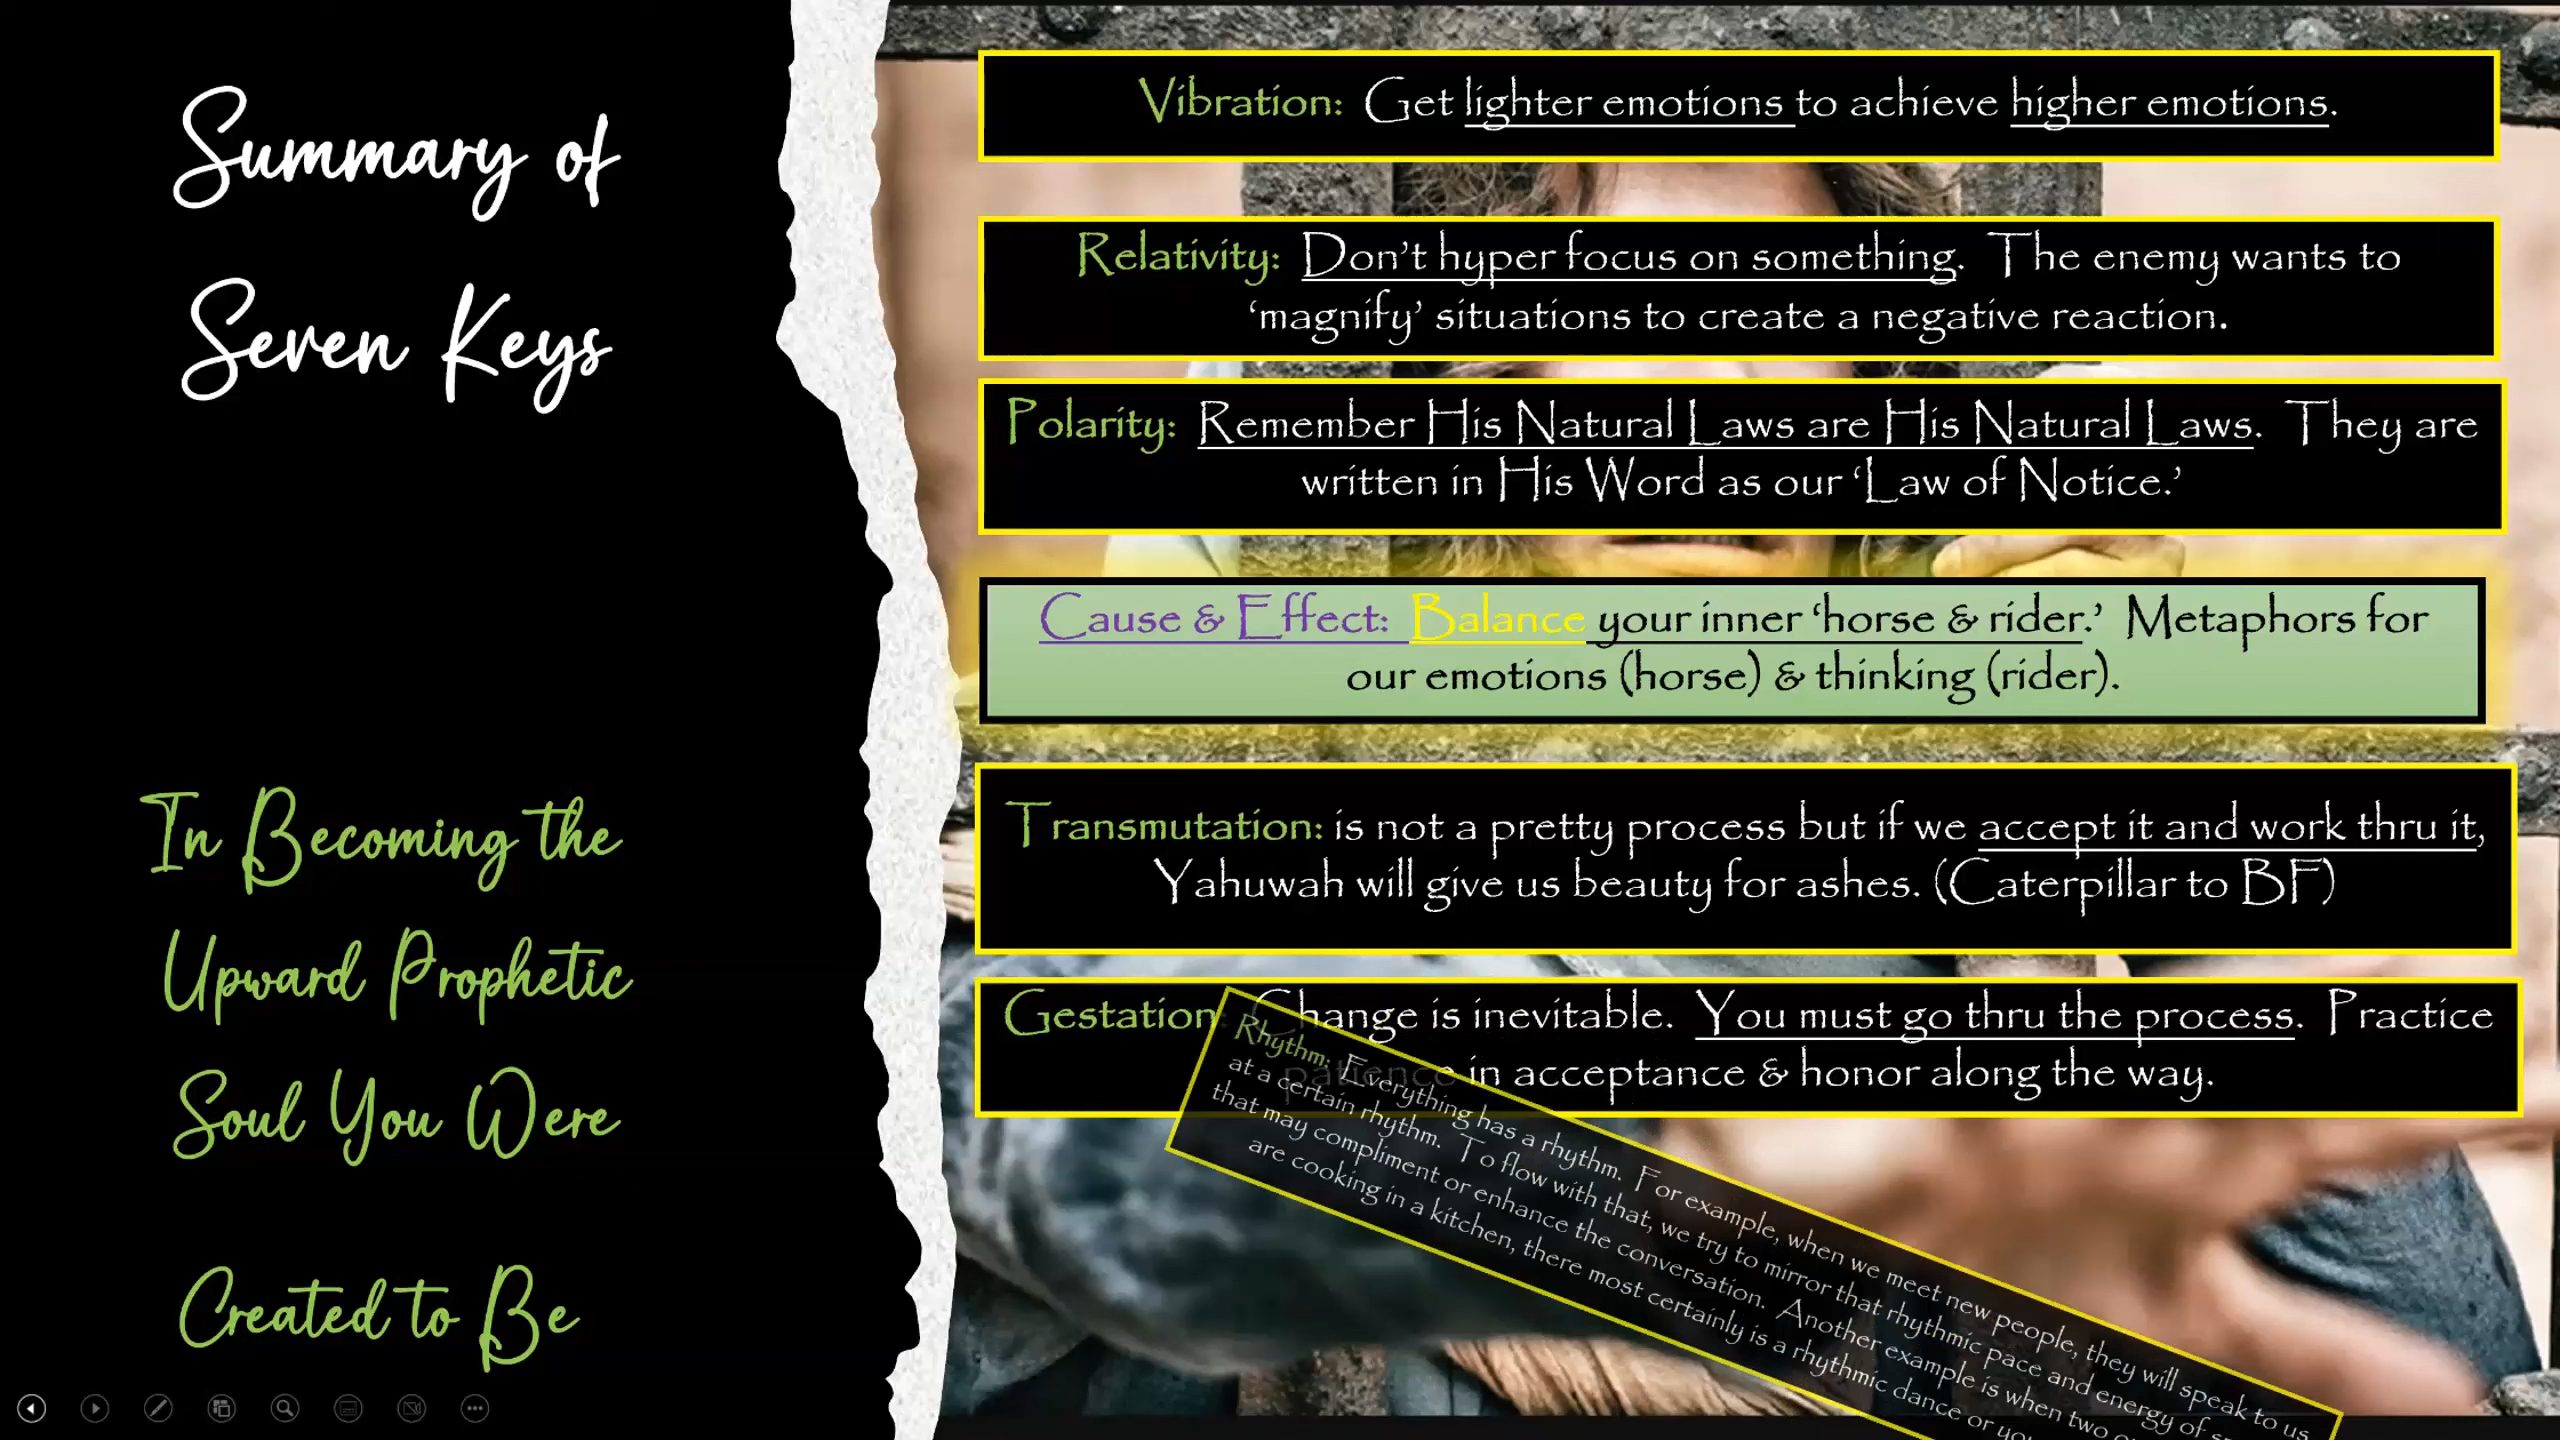 Summary of
Seven Keys
In Becoming the
Upward Prophetic
Soul You Were
Created to Be
Vibration: Get lighter emotions to achieve higher emotions.
Relativity: Don't hyper focus on something. The enemy wants to
'magnify' situations to create a negative reaction.
Polarity: Remember His Natural Laws are His Natural Laws. They are
written in His Word as our 'Law of Notice.'
Cause & Effect: Balance your inner 'horse & rider.' Metaphors for
our emotions (horse) & thinking (rider).
Transmutation: is not a pretty process but if we accept it and work thru it,
Yahuwah will give us beauty for ashes. (Caterpillar to BF)
Gestation: Change is inevitable. You must go thru the process. Practice
patience in acceptance & honor along the way.
Rhythm: Everything has a rhythm. For example, when we meet new people, they will speak to us
at a certain rhythm. To flow with that, we try to mirror that rhythmic pace and energy of
that may compliment or enhance the conversation. Another example is when two
are cooking in a kitchen, there most certainly is a rhythmic dance or